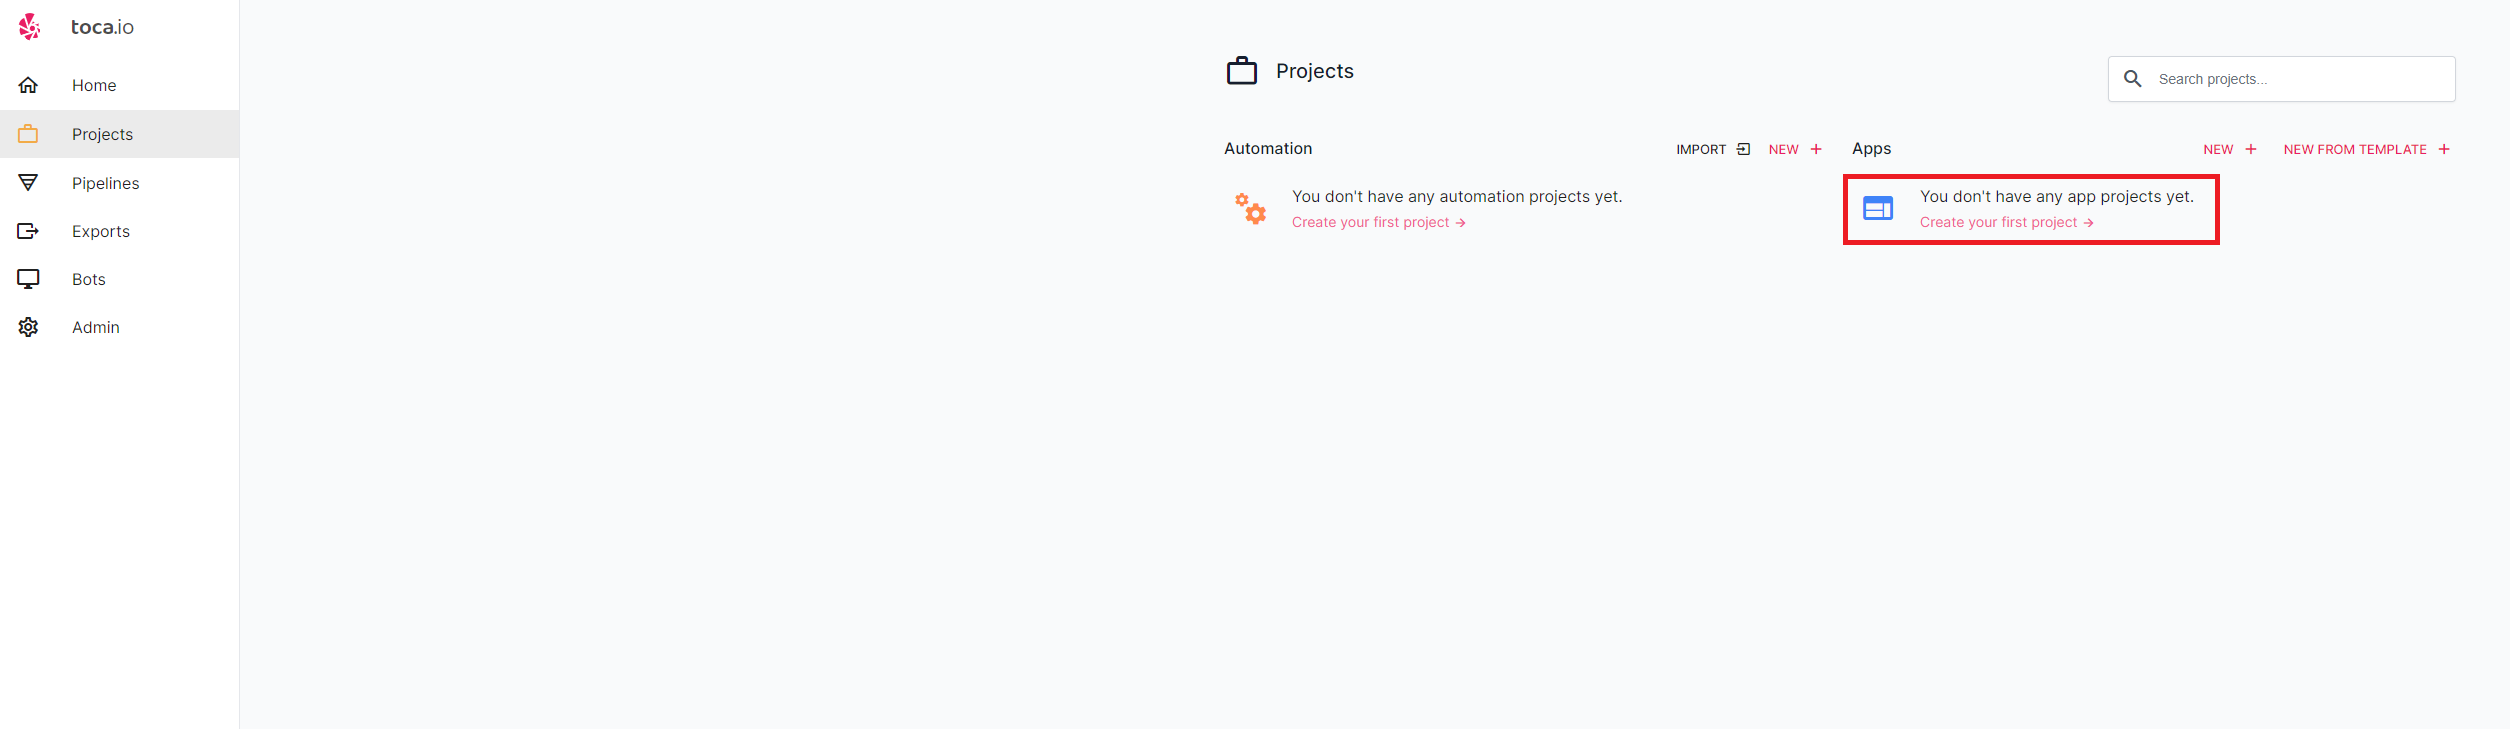 toca.io
Home
Projects
Pipelines
Exports
Bots
Admin
Projects
Search projects...
Automation
IMPORT
NEW +
You don't have any automation projects yet.
Create your first project →
Apps
NEW +
NEW FROM TEMPLATE +
You don't have any app projects yet.
Create your first project →